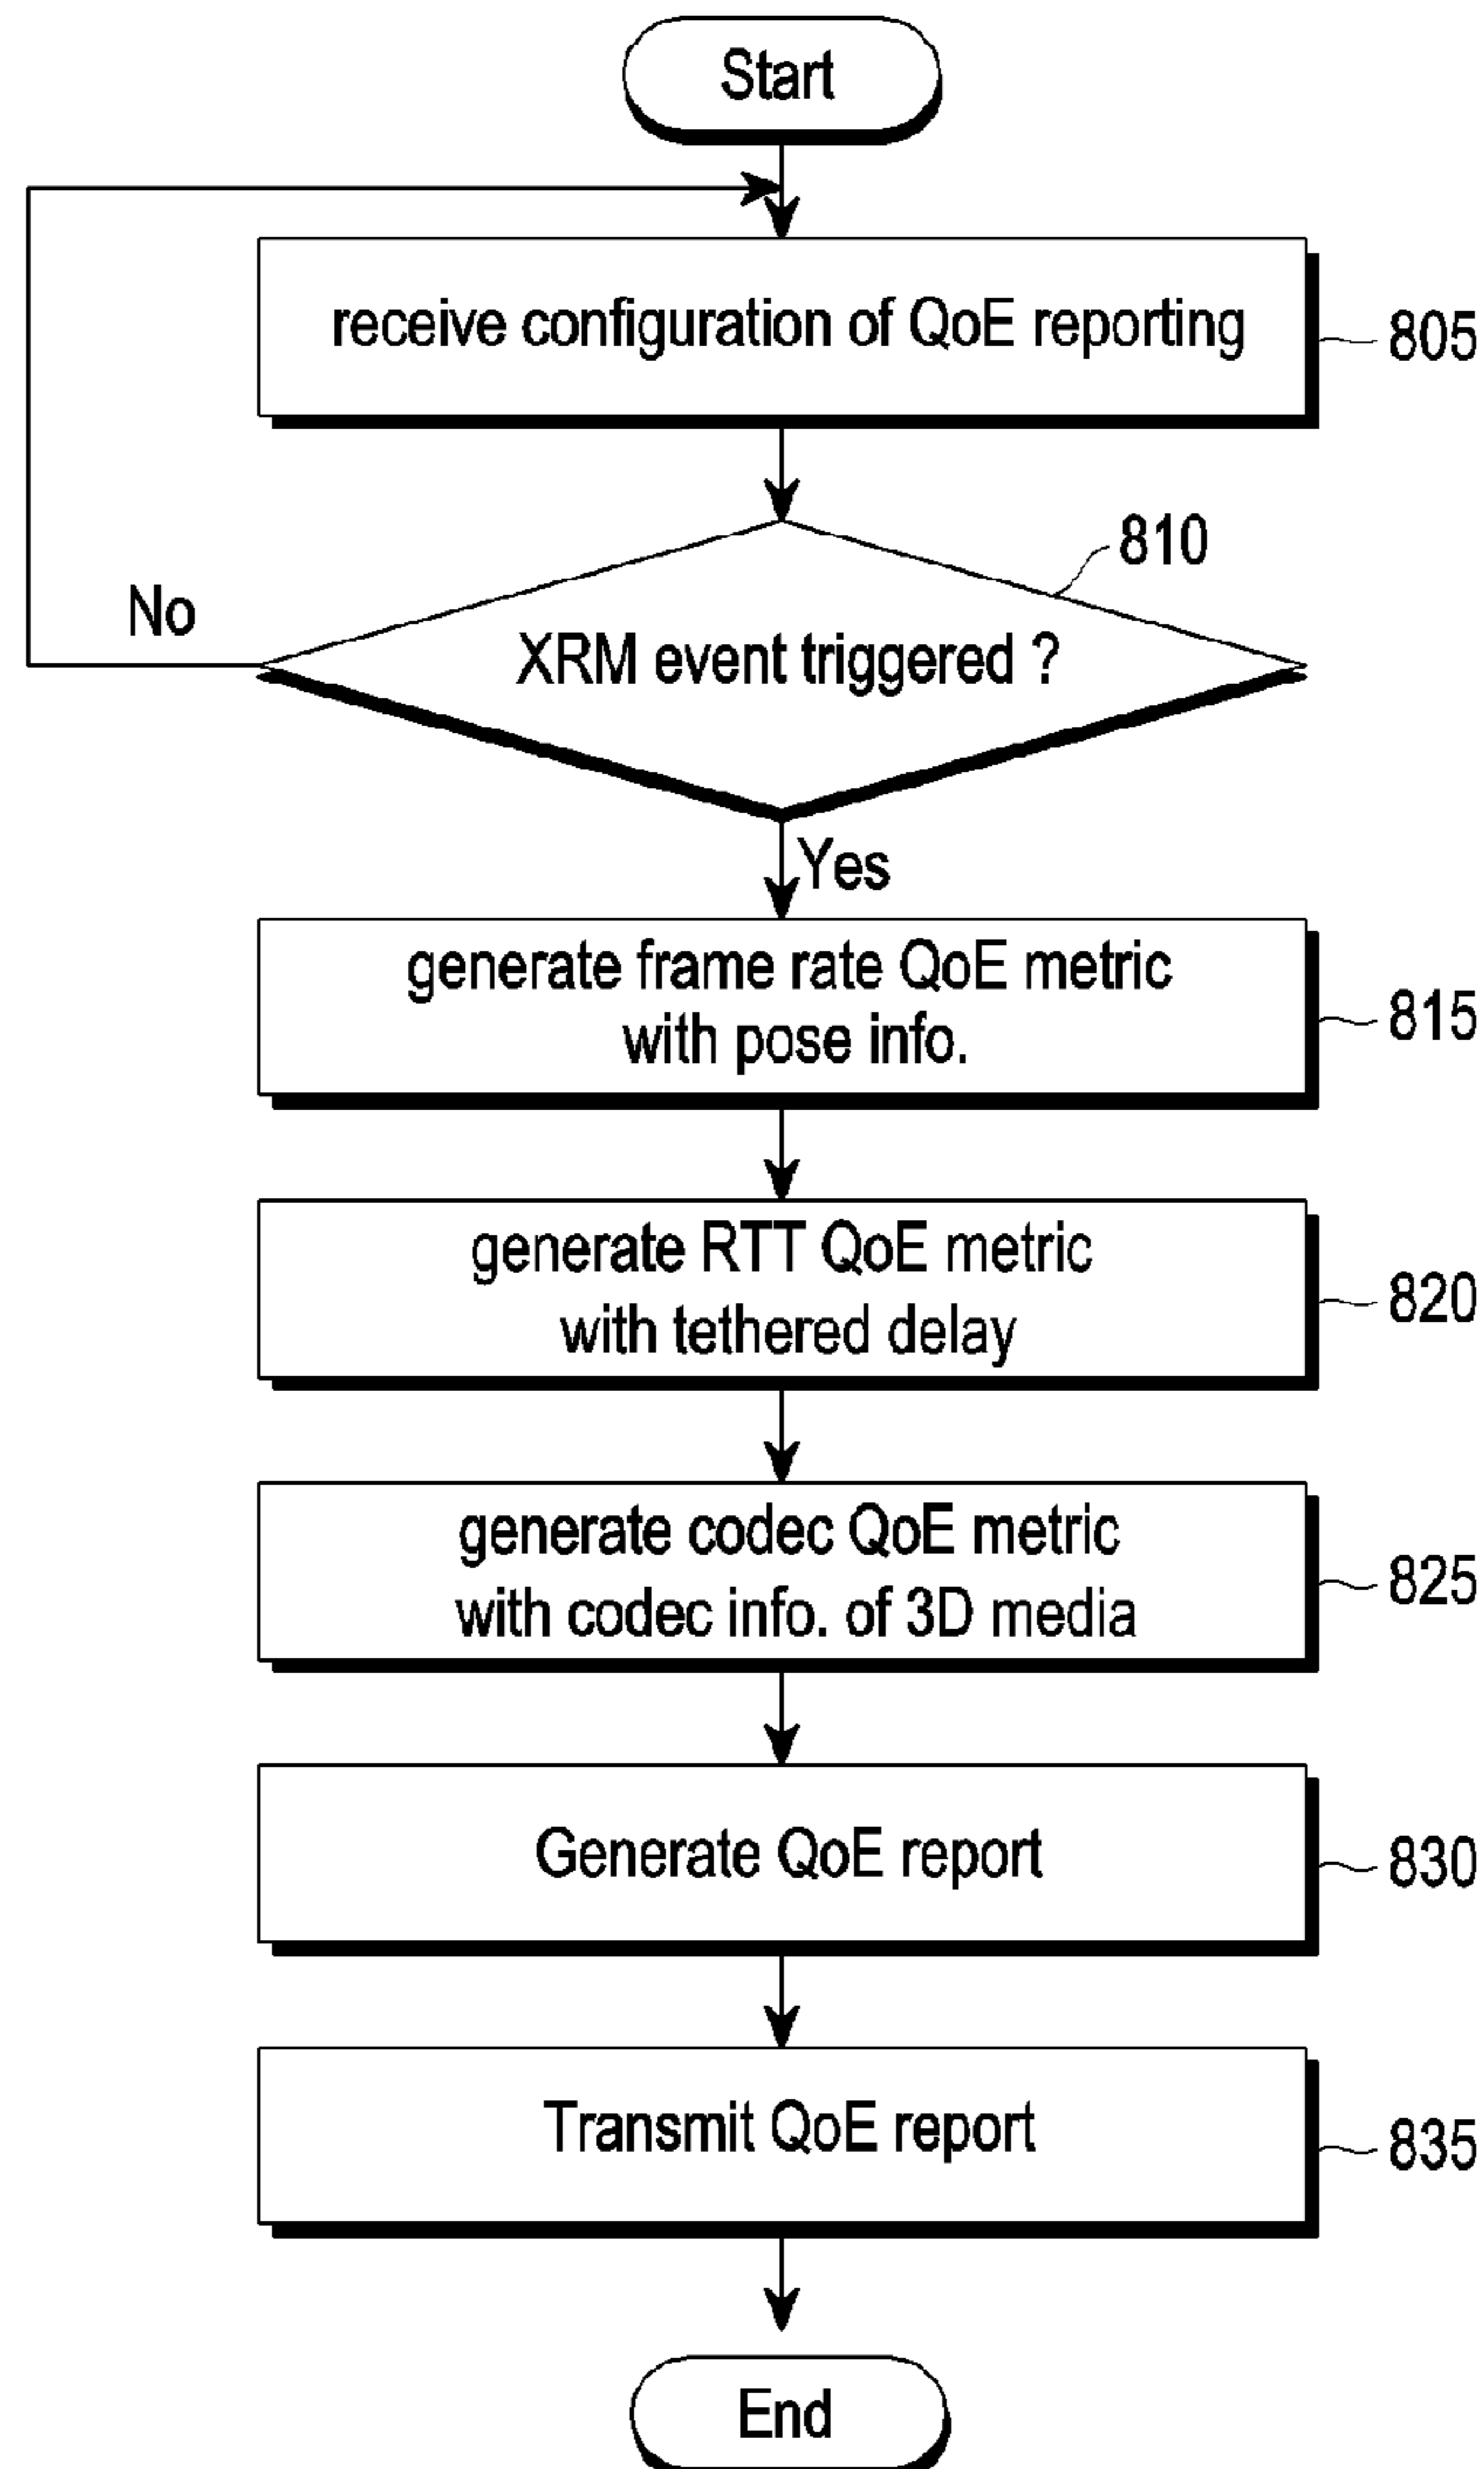 Start
receive configuration of QoE reporting
805
810
No
XRM event triggered ?
Yes
generate frame rate QoE metric
with pose info.
815
generate RTT QoE metric
with tethered delay
820
generate codec QoE metric
with codec info. of 3D media
825
Generate QoE report
830
Transmit QoE report
835
End